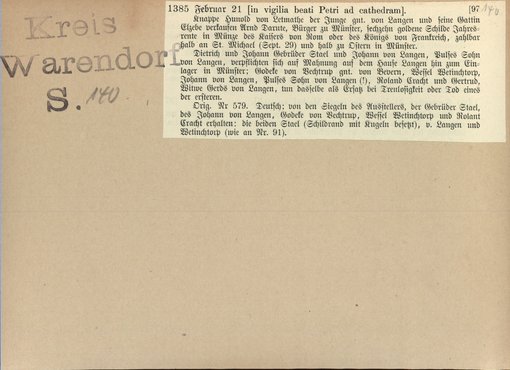 Kreis
Warendorf
S. 140
1385 Februar 21 [in vigilia beati Petri ad cathedram]. [97 140
Knappe Hunold von Letmathe der Junge gnt. von Langen und seine Gattin
Elzebe verkaufen Arnd Darute, Bürger zu Münster, sechzehn goldene Schilde Jahres-
rente in Münze des Kaisers von Rom oder des Königs von Frankreich, zahlbar
halb an St. Michael (Sept. 29) und halb zu Ostern in Münster.
Dietrich und Johann Gebrüder Stael und Johann von Langen, Pulses Sohn
von Langen, verpflichten sich auf Mahnung auf dem Hause Langen hin zum Ein-
lager in Münster; Godeke von Vechtrup gnt. von Bevern, Wessel Wetinchtorp,
Johann von Langen, Pulses Sohn von Langen (!), Roland Cracht und Gertrud,
Witwe Gerds von Langen, tun dasselbe als Ersatz bei Treulosigkeit oder Tod eines
der ersteren.
Orig. Nr. 579. Deutsch; von den Siegeln des Ausstellers, der Gebrüder Stael,
des Johann von Langen, Godeke von Vechtrup, Wessel Wetinchtorp und Roland
Cracht erhalten: die beiden Stael (Schildrand mit Kugeln besetzt), v. Langen und
Wetinchtorp (wie an Nr. 91).